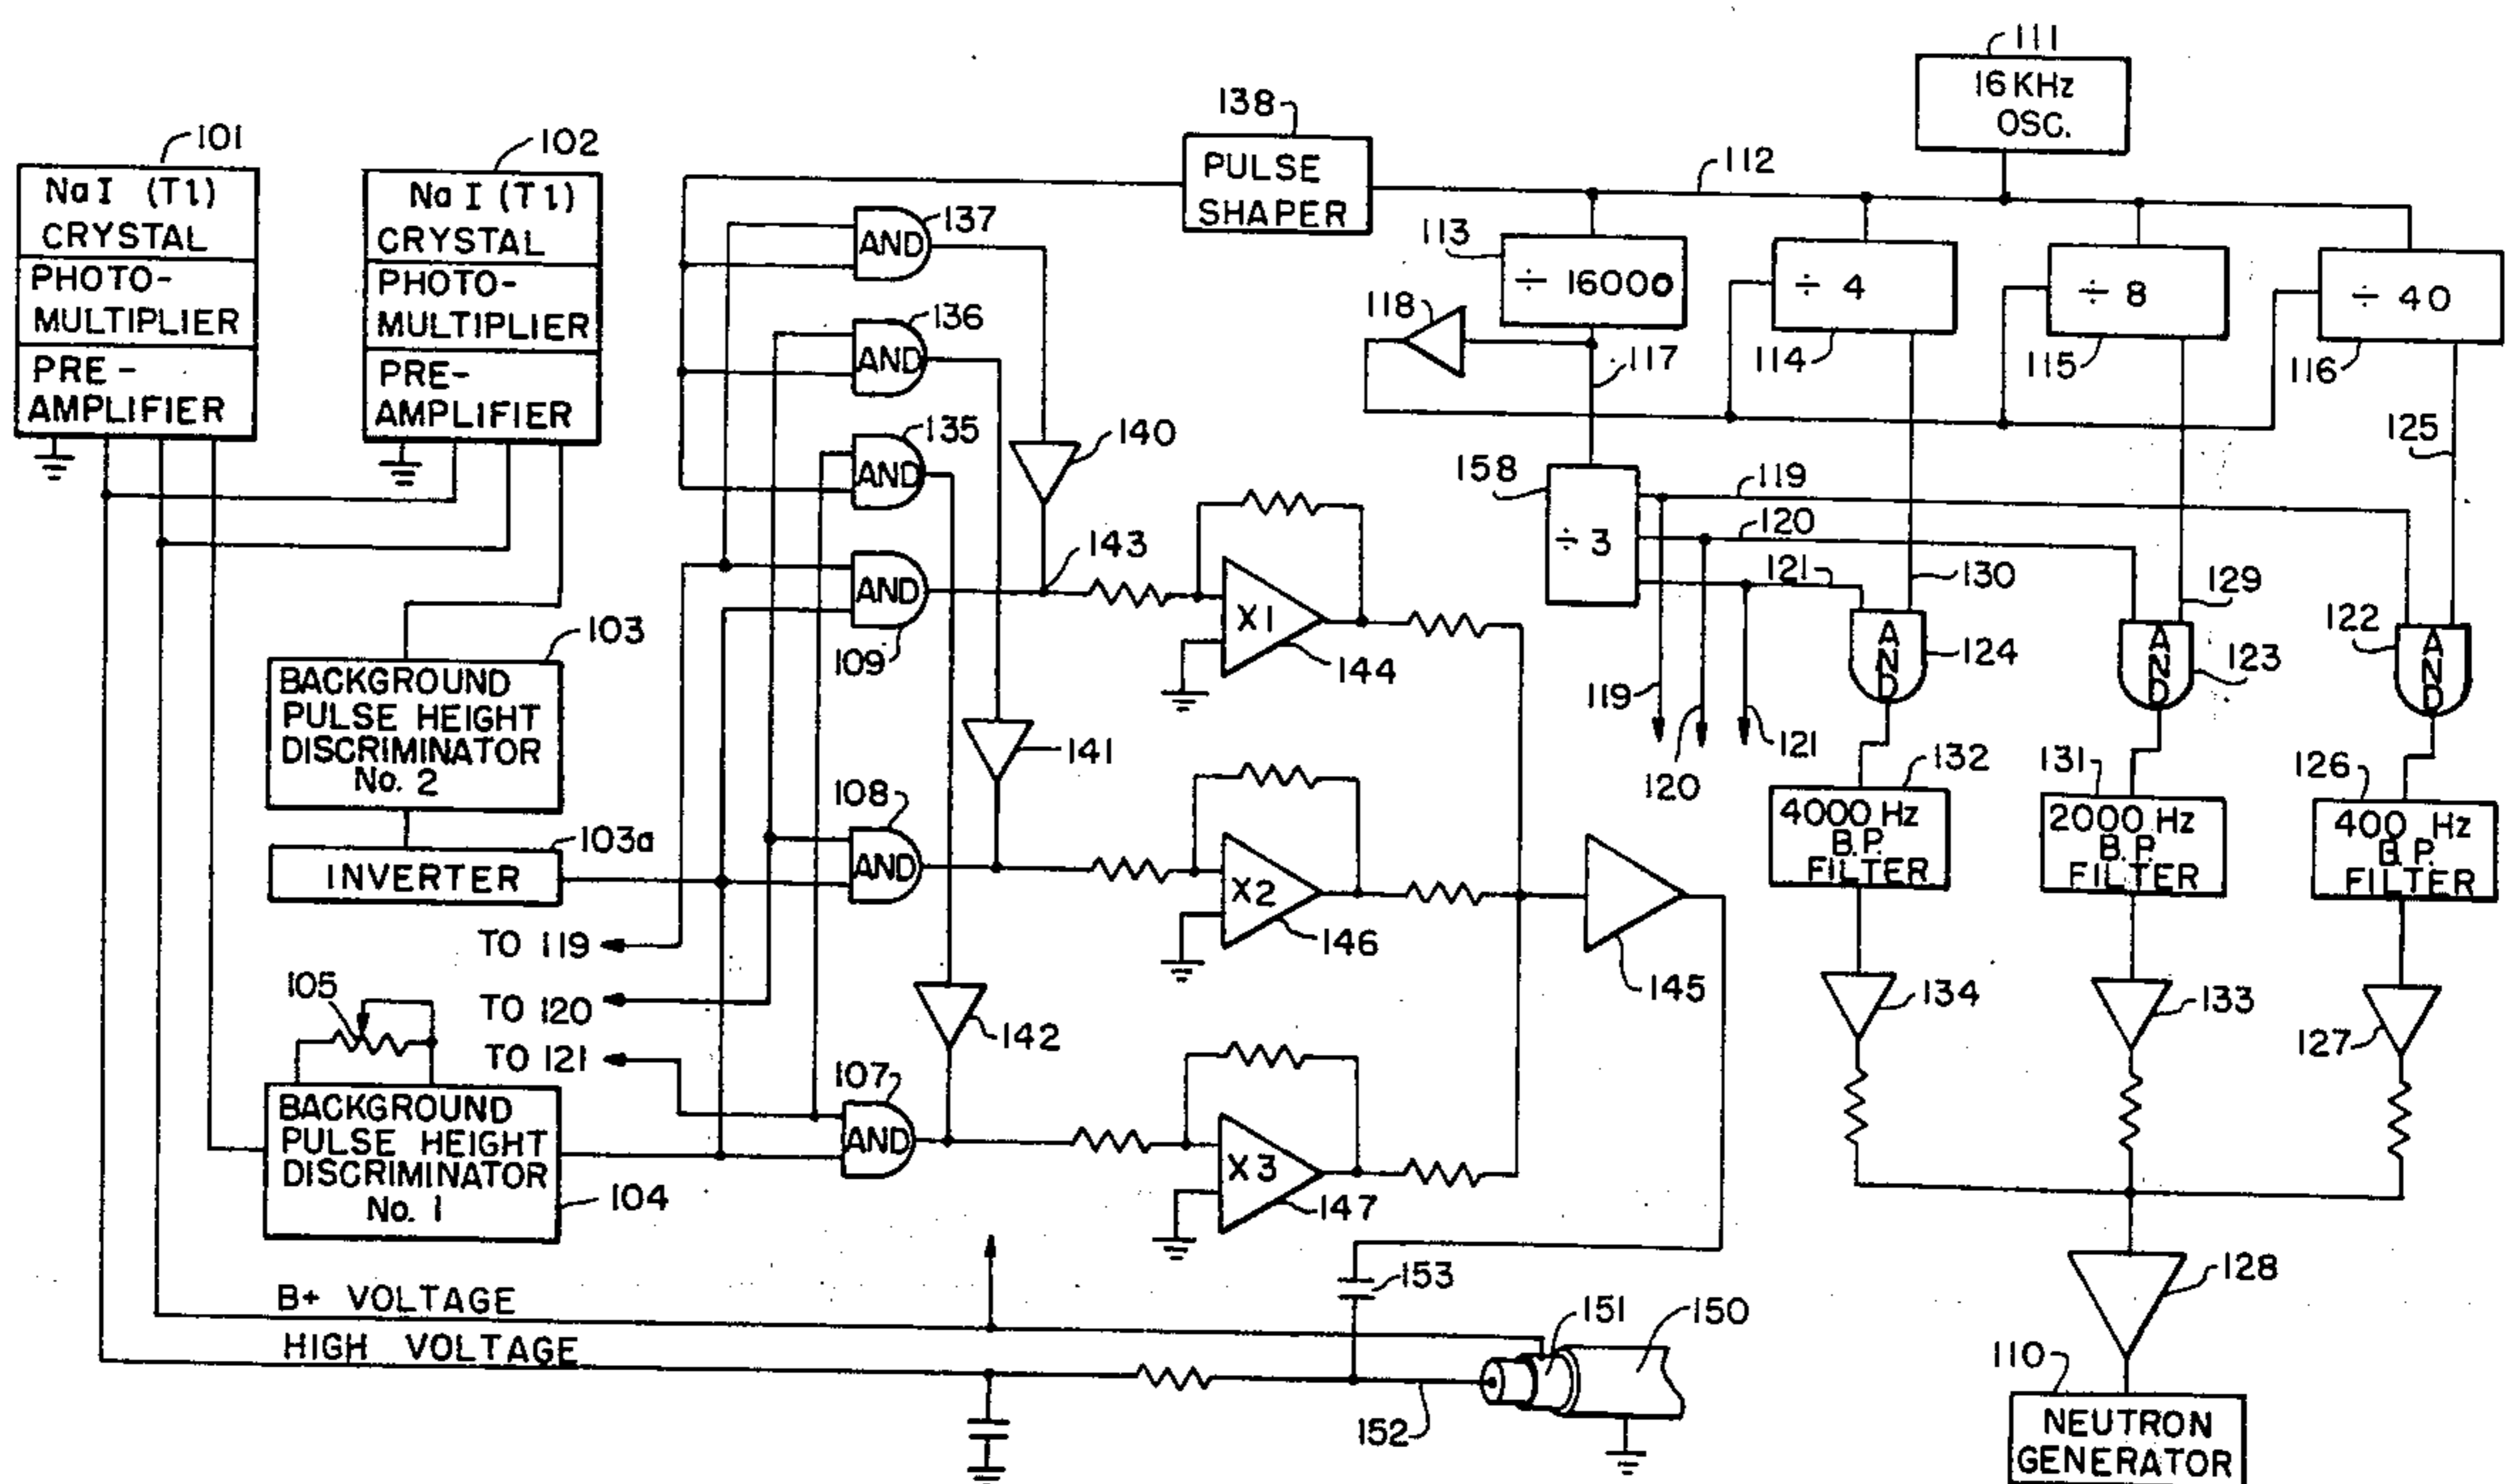 111
16 KHz
OSC.
138
PULSE
SHAPER
112
101
NaI (Tl)
CRYSTAL
PHOTO-
MULTIPLIER
PRE-
AMPLIFIER
102
NaI (Tl)
CRYSTAL
PHOTO-
MULTIPLIER
PRE-
AMPLIFIER
137
AND
136
AND
135
AND
113
÷ 16000
÷ 4
114
÷ 8
115
÷ 40
116
118
117
125
140
158
÷ 3
119
120
121
130
129
143
AND
109
X1
144
119
120
121
AND
124
AND
123
122
AND
103
BACKGROUND
PULSE HEIGHT
DISCRIMINATOR
No. 2
103a
INVERTER
141
108
AND
X2
146
145
132
4000 Hz
B.P.
FILTER
131
2000 Hz
B.P.
FILTER
126
400 Hz
B.P.
FILTER
TO 119
TO 120
TO 121
105
142
134
133
127
107
AND
X3
147
BACKGROUND
PULSE HEIGHT
DISCRIMINATOR
No. 1
104
153
B+ VOLTAGE
HIGH VOLTAGE
151
150
152
128
110
NEUTRON
GENERATOR